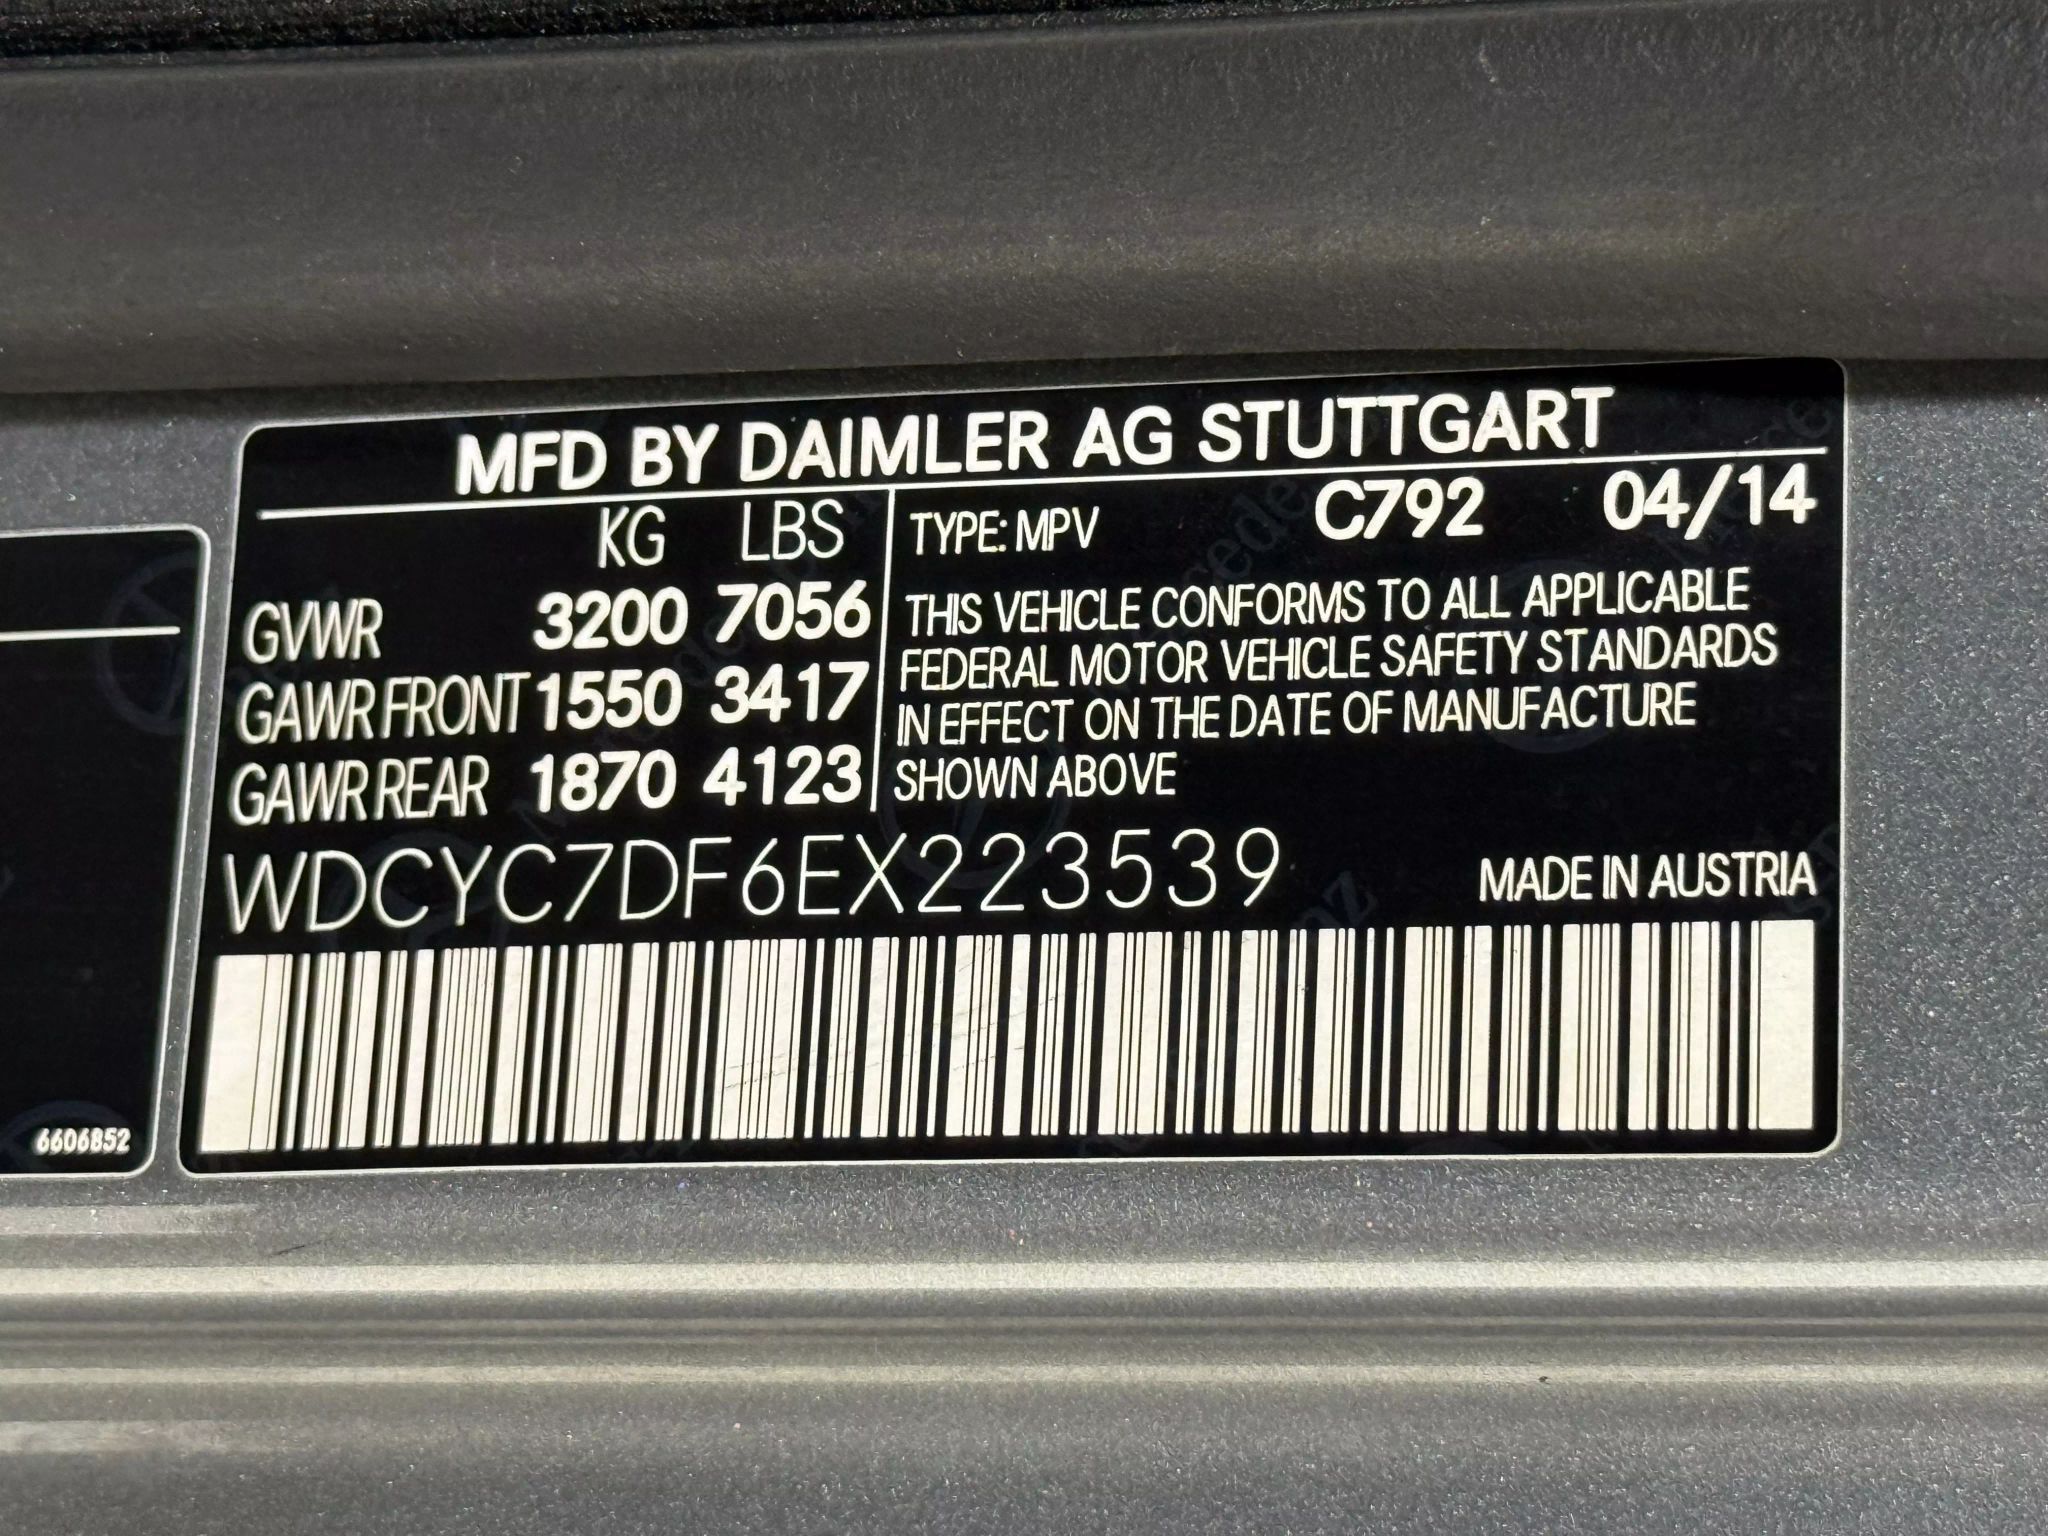 MFD BY DAIMLER AG STUTTGART
KG LBS
GVWR 3200 7056
GAWR FRONT 1550 3417
GAWR REAR 1870 4123
TYPE: MPV C792 04/14
THIS VEHICLE CONFORMS TO ALL APPLICABLE
FEDERAL MOTOR VEHICLE SAFETY STANDARDS
IN EFFECT ON THE DATE OF MANUFACTURE
SHOWN ABOVE
WDCYC7DF6EX223539
MADE IN AUSTRIA
6606852